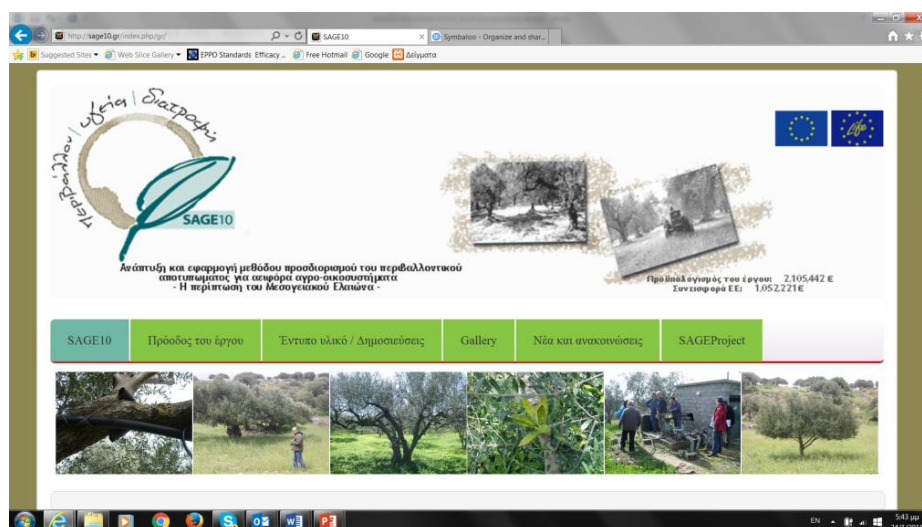 http://sage10.gr/index.php/gr/
SAGE10
Symbaloo - Organize and shar...
Suggested Sites
Web Slice Gallery
EPPO Standards Efficacy ...
Free Hotmail
Google
Δείγματα
περιβάλλον | υγεία | διατροφή
SAGE10
Life
Ανάπτυξη και εφαρμογή μεθόδου προσδιορισμού του περιβαλλοντικού
αποτυπώματος για αειφόρα αγρο-οικοσυστήματα
- Η περίπτωση του Μεσογειακού Ελαιώνα -
Προϋπολογισμός του έργου: 2,105,442 €
Συνεισφορά ΕΕ: 1,052,221 €
SAGE10
Πρόοδος του έργου
Έντυπο υλικό / Δημοσιεύσεις
Gallery
Νέα και ανακοινώσεις
SAGEProject
EN
5:43 μμ